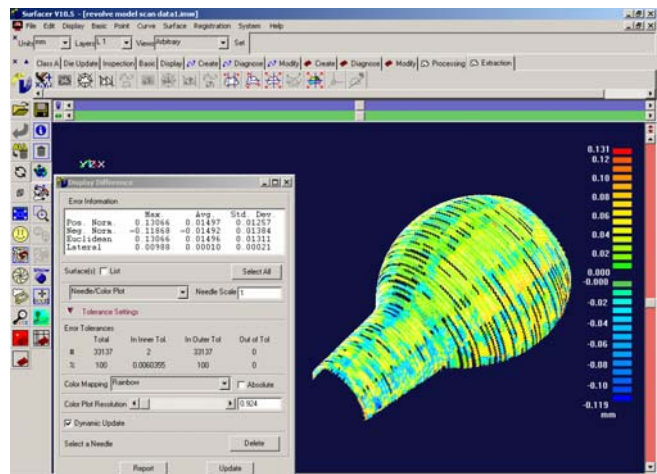 Surfacer V10.5 - [revolve model scan data1.imw]
File Edit Display Basic Point Curve Surface Registration System Help
Units mm Layers L 1 Views Arbitrary Set
Class A Die Update Inspection Basic Display Create Diagnose Modify Create Diagnose Modify Processing Extraction
Y Z X
Display Difference
Error Information
Max. Avg. Std. Dev.
Pos. Norm. 0.13066 0.01497 0.01257
Neg. Norm. -0.11868 -0.01492 0.01384
Euclidean 0.13066 0.01496 0.01311
Lateral 0.00988 0.00010 0.00021
Surface(s) List Select All
Needle/Color Plot Needle Scale 1
Tolerance Settings
Error Tolerances
Total In Inner Tol. In Outer Tol. Out of Tol
# 33137 2 33137 0
% 100 0.0060355 100 0
Color Mapping Rainbow Absolute
Color Plot Resolution 0.924
Dynamic Update
Select a Needle Delete
Report Update
0.131
0.12
0.10
0.08
0.06
0.04
0.02
0.000
-0.000
-0.02
-0.04
-0.06
-0.08
-0.10
-0.119
mm